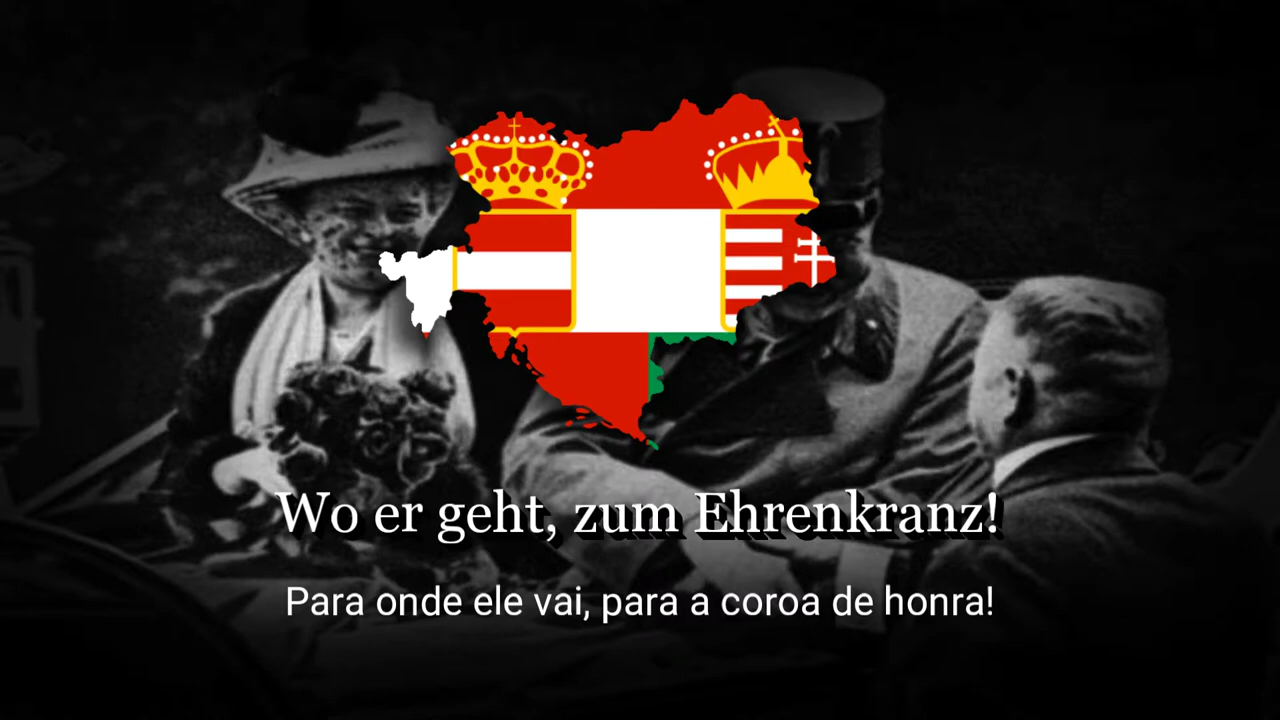 Wo er geht, zum Ehrenkranz!
Para onde ele vai, para a coroa de honra!